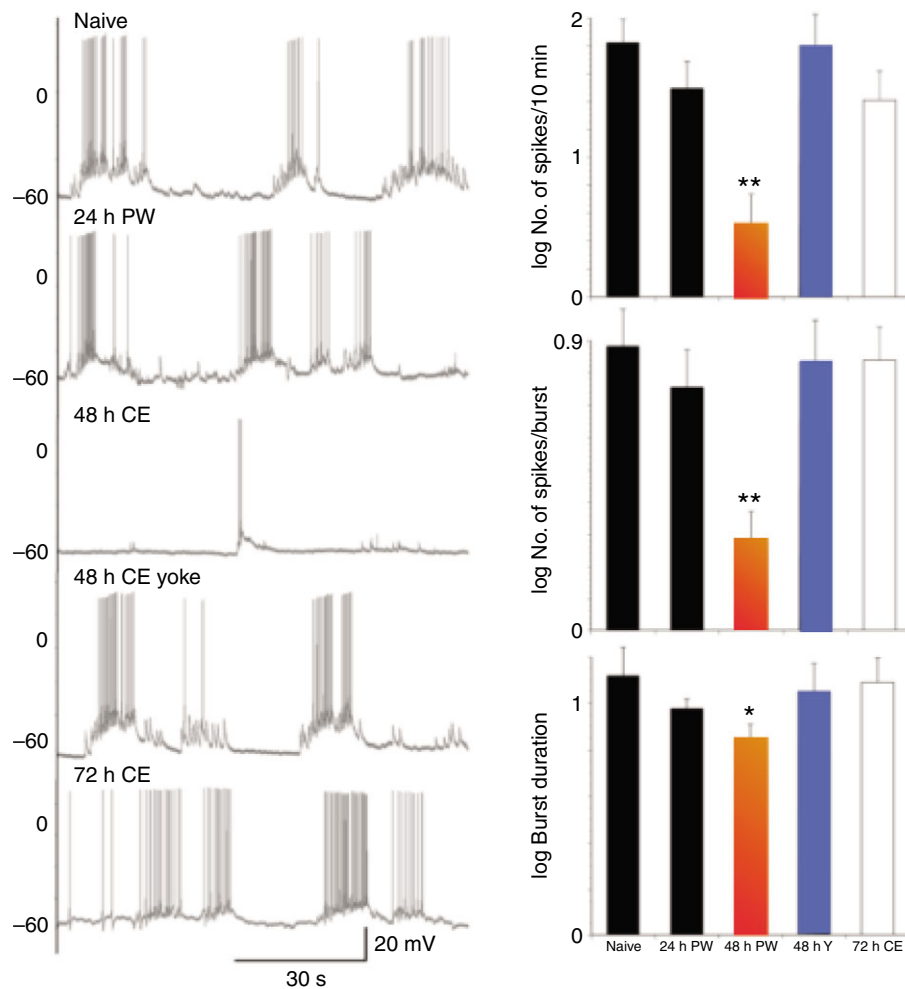 Naive
0
−60
24 h PW
0
−60
48 h CE
0
−60
48 h CE yoke
0
−60
72 h CE
0
−60
20 mV
30 s
log No. of spikes/10 min
2
1
0
**
log No. of spikes/burst
0.9
0
**
log Burst duration
1
0
*
Naive 24 h PW 48 h PW 48 h Y 72 h CE